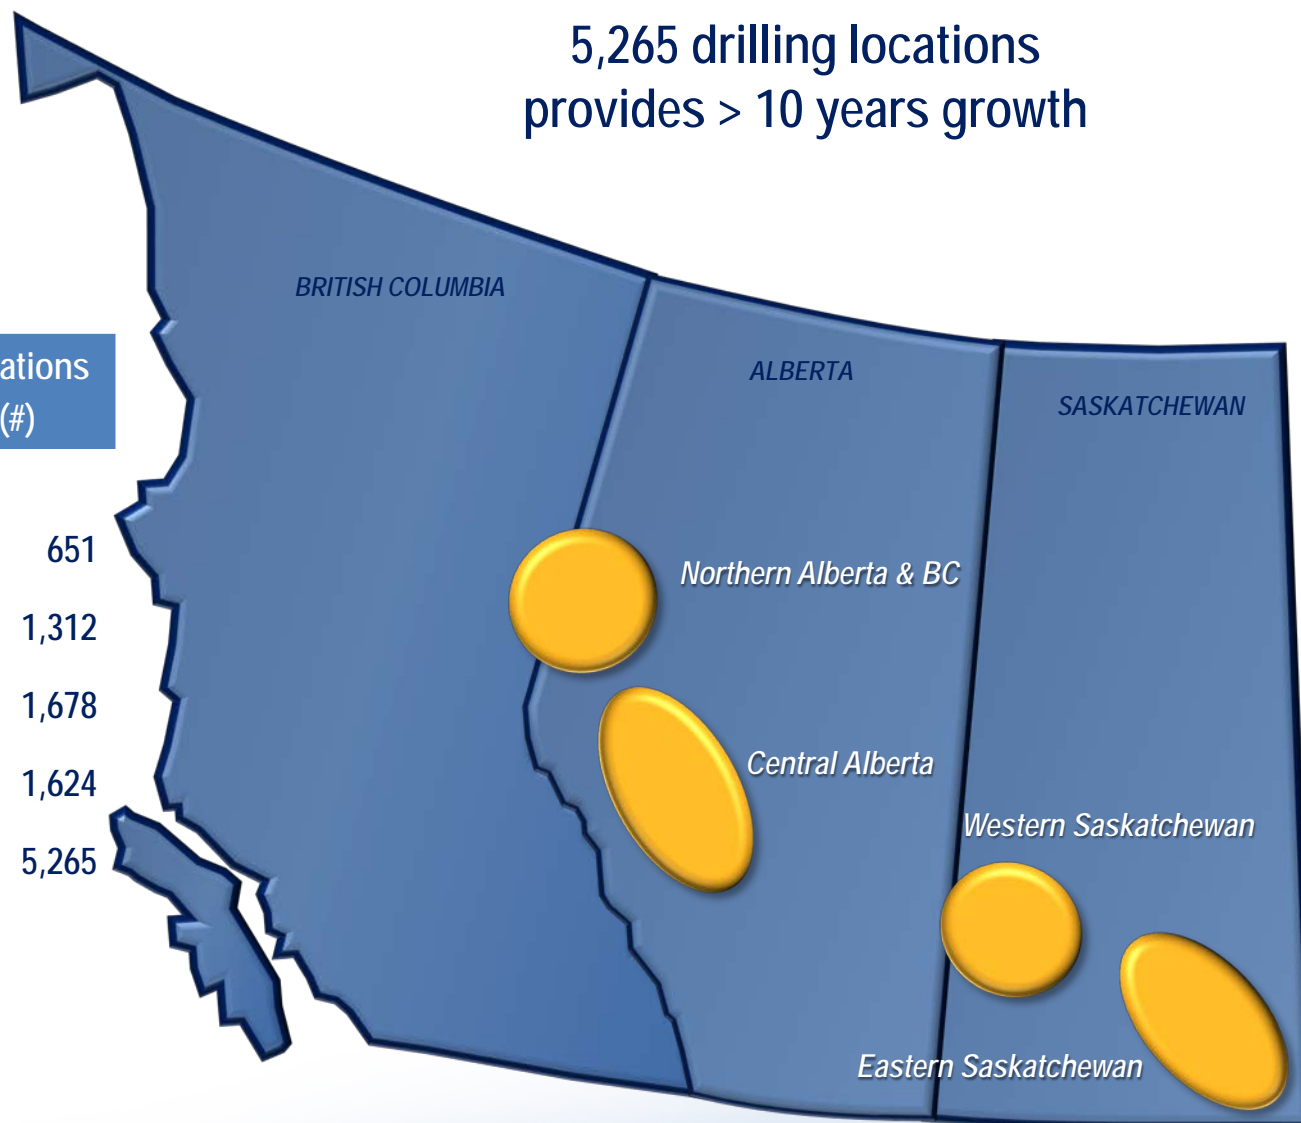 5,265 drilling locations
provides > 10 years growth
BRITISH COLUMBIA
ALBERTA
SASKATCHEWAN
ations
(#)
651
1,312
1,678
1,624
5,265
Northern Alberta & BC
Central Alberta
Western Saskatchewan
Eastern Saskatchewan